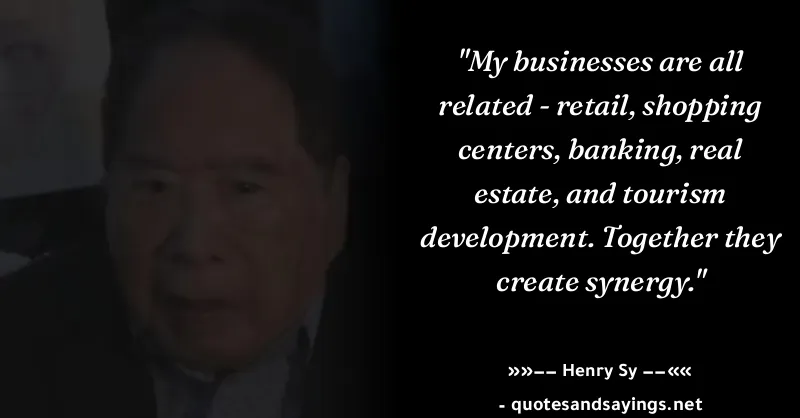 "My businesses are all
related - retail, shopping
centers, banking, real
estate, and tourism
development. Together they
create synergy."
»»–– Henry Sy ––««
- quotesandsayings.net